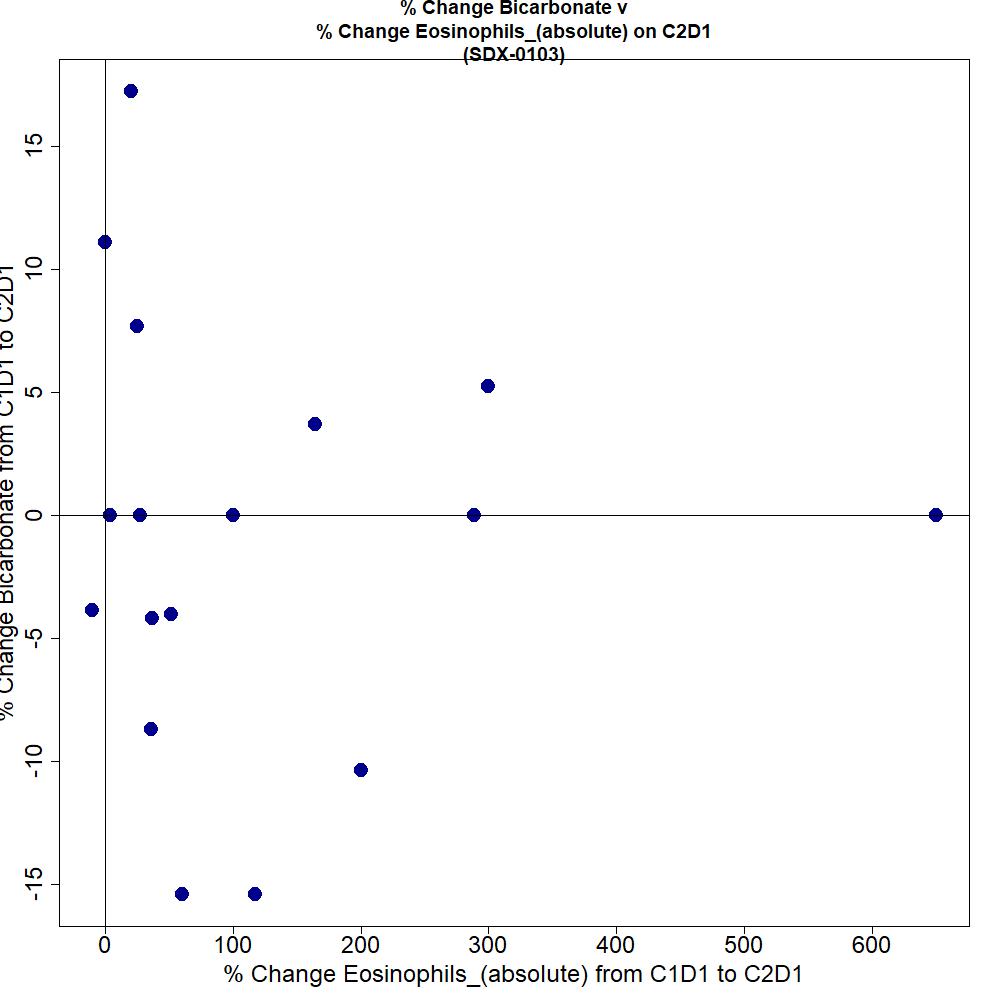 % Change Bicarbonate v
% Change Eosinophils_(absolute) on C2D1
(SDX-0103)
% Change Bicarbonate from C1D1 to C2D1
15
10
5
0
-5
-10
-15
0 100 200 300 400 500 600
% Change Eosinophils_(absolute) from C1D1 to C2D1